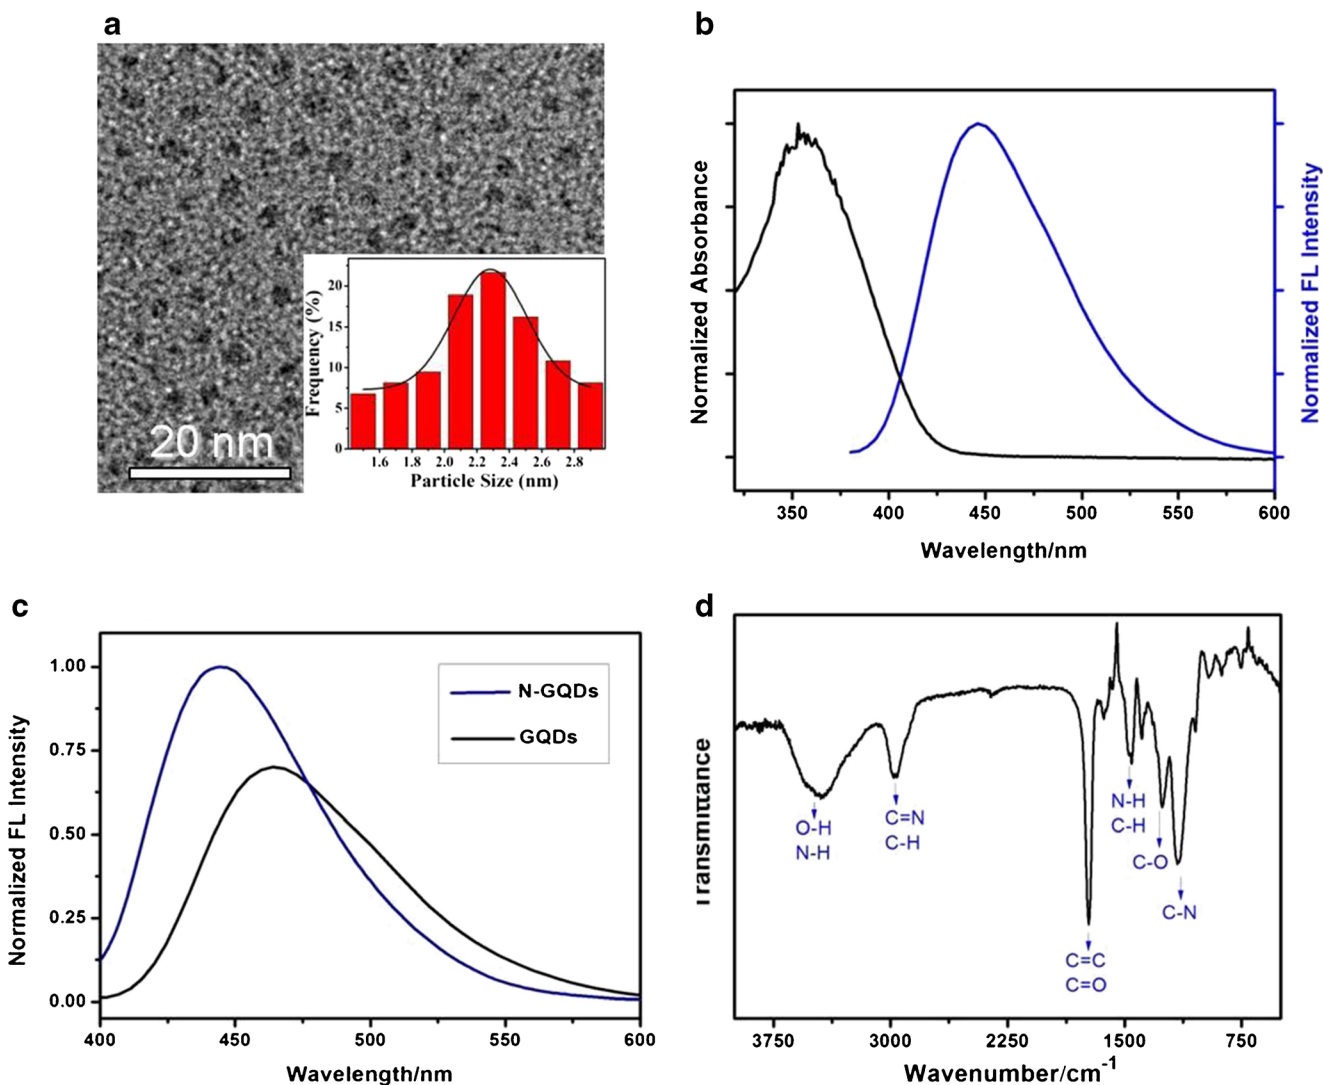 a
20 nm
Frequency (%)
20
15
10
5
0
1.6 1.8 2.0 2.2 2.4 2.6 2.8
Particle Size (nm)
b
Normalized Absorbance
Normalized FL Intensity
350 400 450 500 550 600
Wavelength/nm
c
Normalized FL Intensity
1.00
0.75
0.50
0.25
0.00
N-GQDs
GQDs
400 450 500 550 600
Wavelength/nm
d
Transmittance
O-H
N-H
C=N
C-H
C=C
C=O
N-H
C-H
C-O
C-N
3750 3000 2250 1500 750
Wavenumber/cm⁻¹